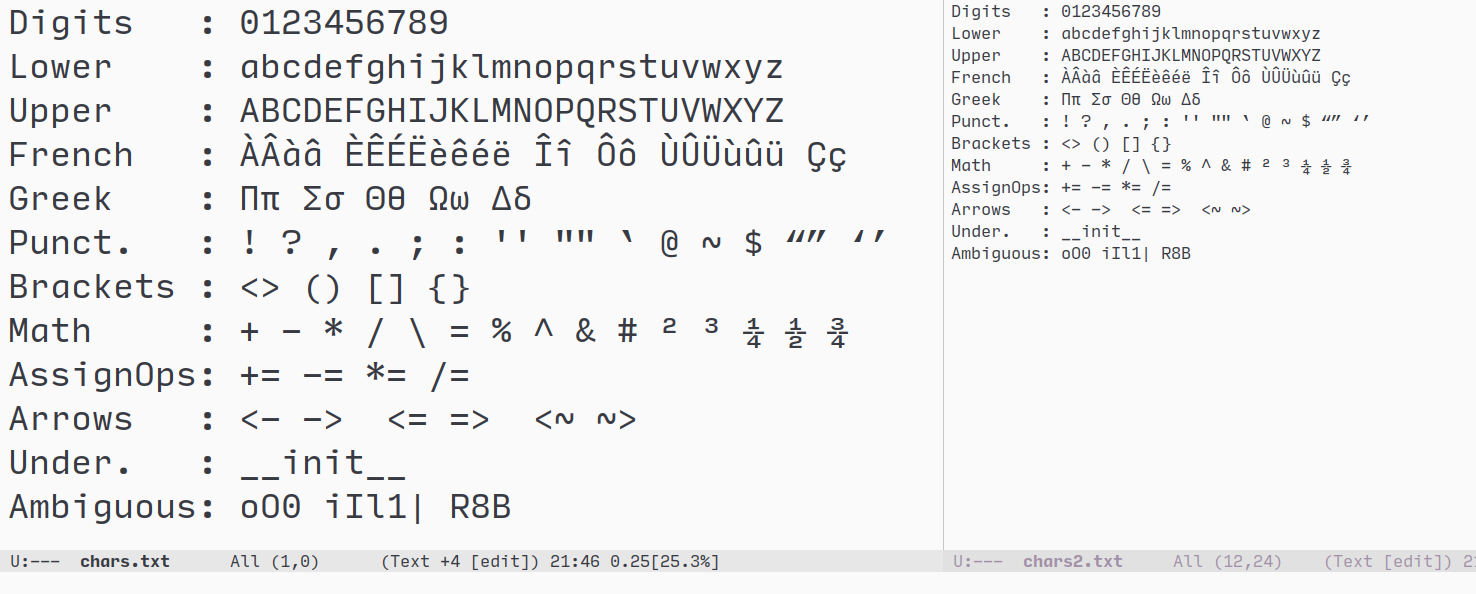 Digits   : 0123456789
Lower    : abcdefghijklmnopqrstuvwxyz
Upper    : ABCDEFGHIJKLMNOPQRSTUVWXYZ
French   : ÀÂàâ ÈÊÉËèêéë Îî Ôô ÙÛÜùûü Çç
Greek    : Ππ Σσ Θθ Ωω Δδ
Punct.   : ! ? , . ; : '' "" ` @ ~ $ “” ‘’
Brackets : <> () [] {}
Math     : + - * / \ = % ^ & # ² ³ ¼ ½ ¾
AssignOps: += -= *= /=
Arrows   : <- ->  <= =>  <~ ~>
Under.   : __init__
Ambiguous: oO0 iIl1| R8B
U:---  chars.txt      All (1,0)      (Text +4 [edit]) 21:46 0.25[25.3%]
Digits   : 0123456789
Lower    : abcdefghijklmnopqrstuvwxyz
Upper    : ABCDEFGHIJKLMNOPQRSTUVWXYZ
French   : ÀÂàâ ÈÊÉËèêéë Îî Ôô ÙÛÜùûü Çç
Greek    : Ππ Σσ Θθ Ωω Δδ
Punct.   : ! ? , . ; : '' "" ` @ ~ $ “” ‘’
Brackets : <> () [] {}
Math     : + - * / \ = % ^ & # ² ³ ¼ ½ ¾
AssignOps: += -= *= /=
Arrows   : <- ->  <= =>  <~ ~>
Under.   : __init__
Ambiguous: oO0 iIl1| R8B
U:---  chars2.txt     All (12,24)    (Text [edit])